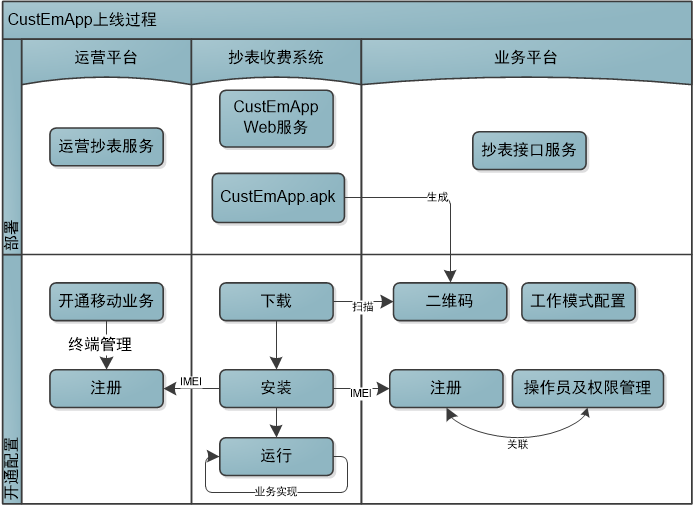 CustEmApp上线过程
运营平台
抄表收费系统
业务平台
部署
运营抄表服务
CustEmApp
Web服务
抄表接口服务
CustEmApp.apk
生成
开通配置
开通移动业务
下载
扫描
二维码
工作模式配置
终端管理
注册
IMEI
安装
IMEI
注册
操作员及权限管理
关联
运行
业务实现